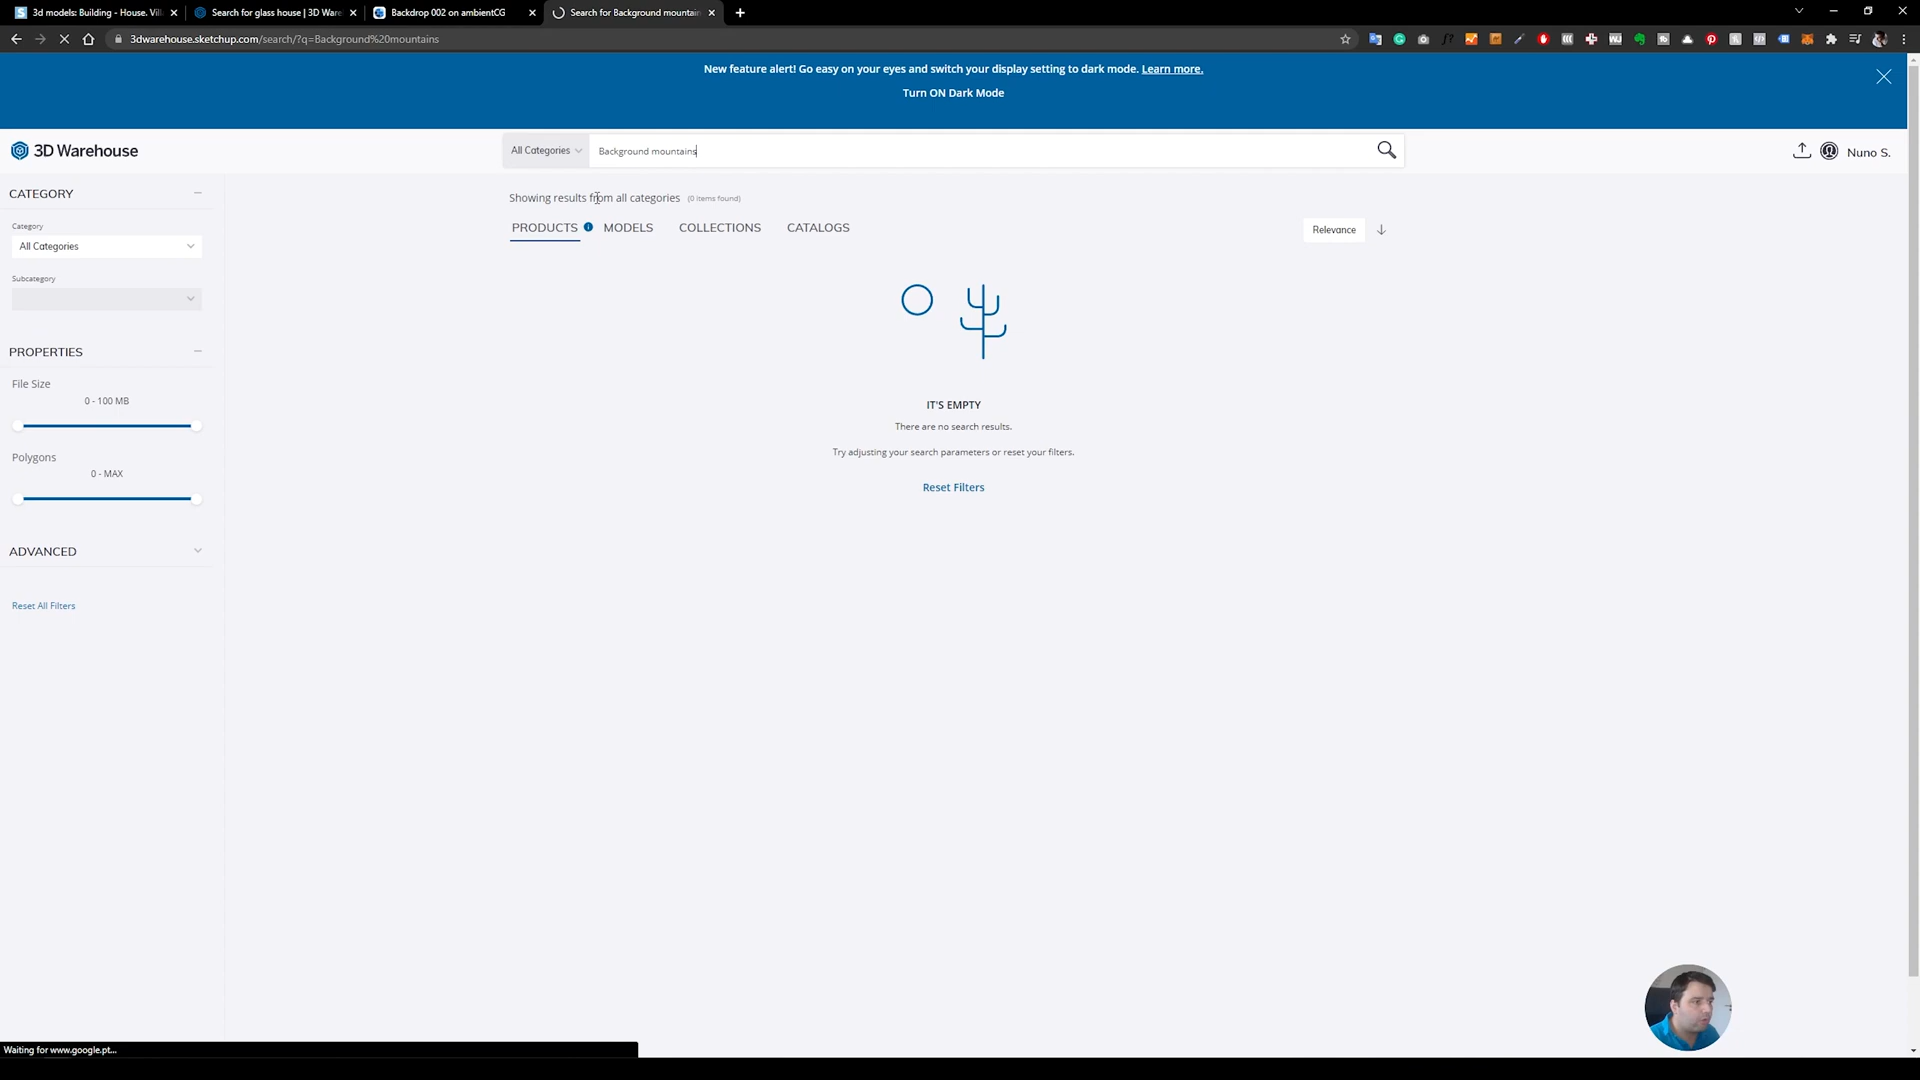 3d models: Building - House. Vil
Search for glass house | 3D Ware
Backdrop 002 on ambientCG
Search for Background mountain
3dwarehouse.sketchup.com/search/?q=Background%20mountains
New feature alert! Go easy on your eyes and switch your display setting to dark mode. Learn more.
Turn ON Dark Mode
3D Warehouse
All Categories
Background mountains
Nuno S.
CATEGORY
Category
All Categories
Subcategory
PROPERTIES
File Size
0 - 100 MB
Polygons
0 - MAX
ADVANCED
Reset All Filters
Showing results from all categories (0 items found)
PRODUCTS MODELS COLLECTIONS CATALOGS
Relevance
IT'S EMPTY
There are no search results.
Try adjusting your search parameters or reset your filters.
Reset Filters
Waiting for www.google.pt...